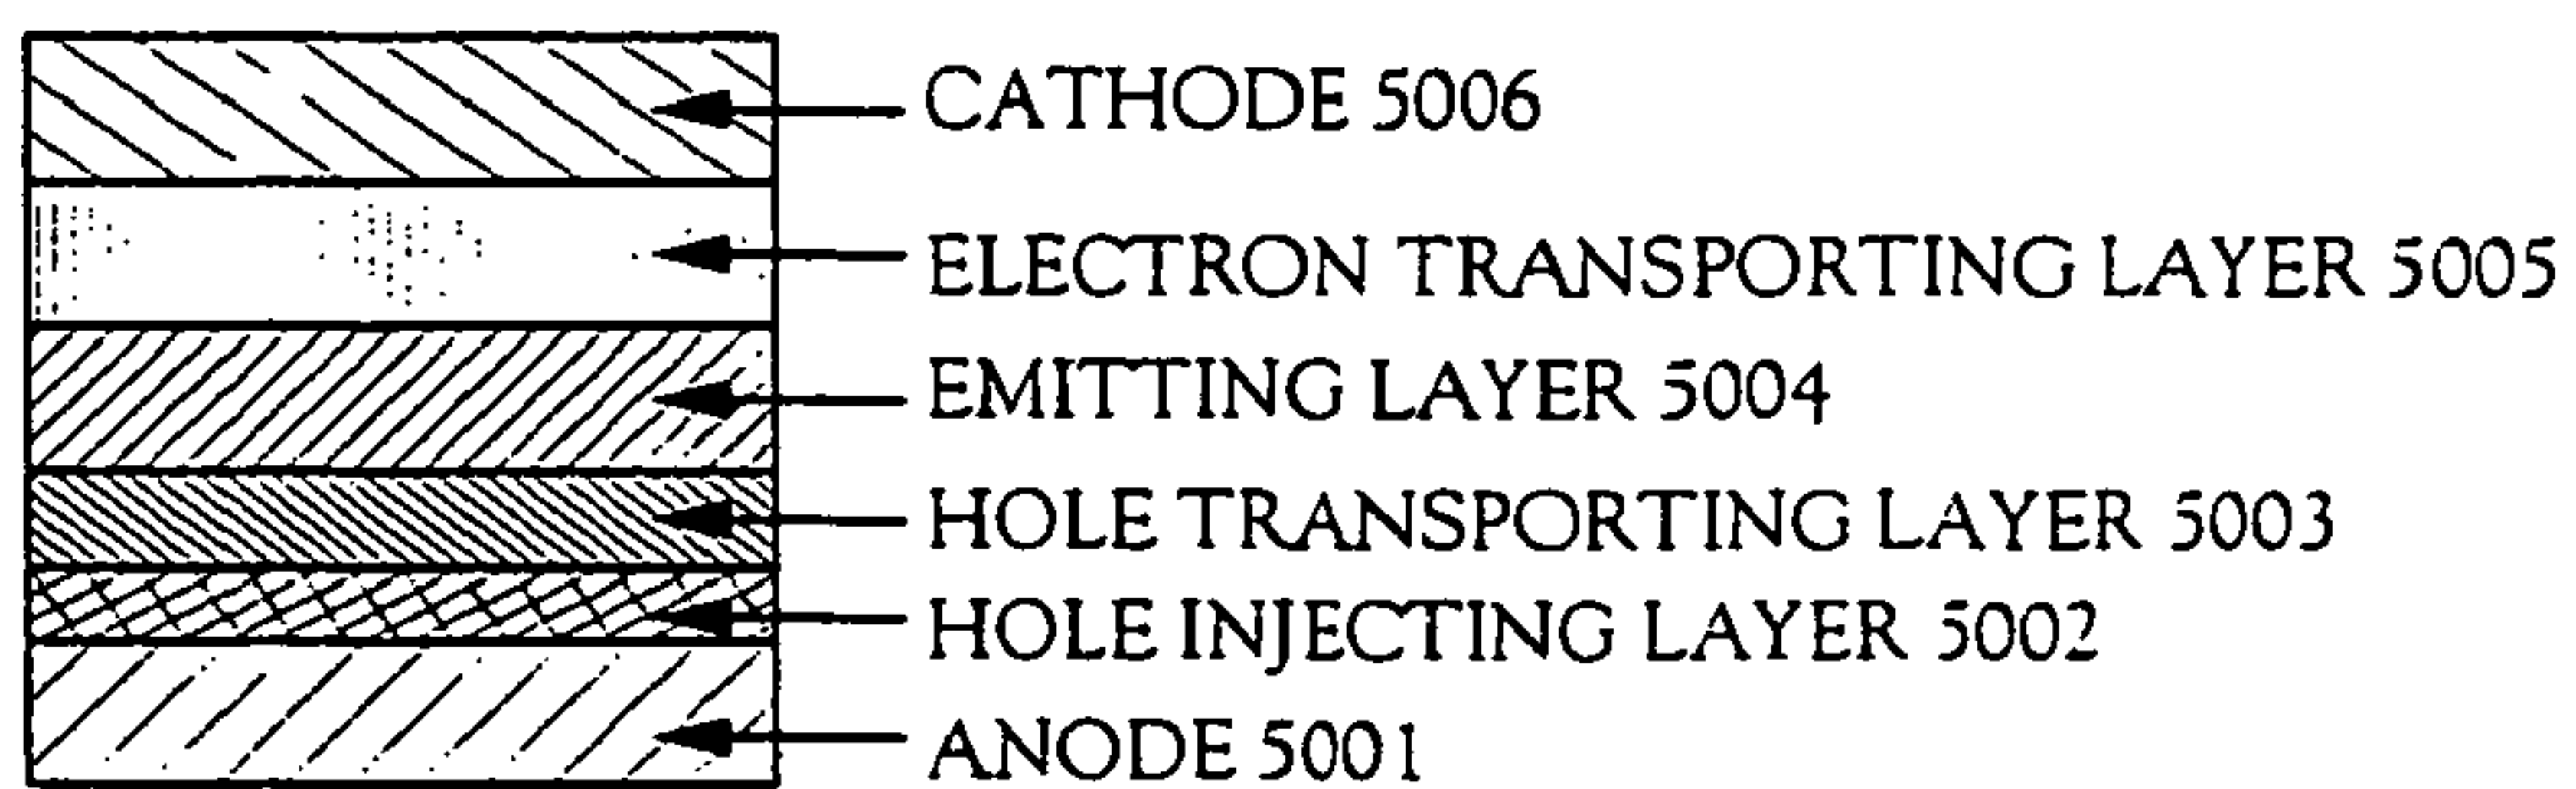 CATHODE 5006
ELECTRON TRANSPORTING LAYER 5005
EMITTING LAYER 5004
HOLE TRANSPORTING LAYER 5003
HOLE INJECTING LAYER 5002
ANODE 5001